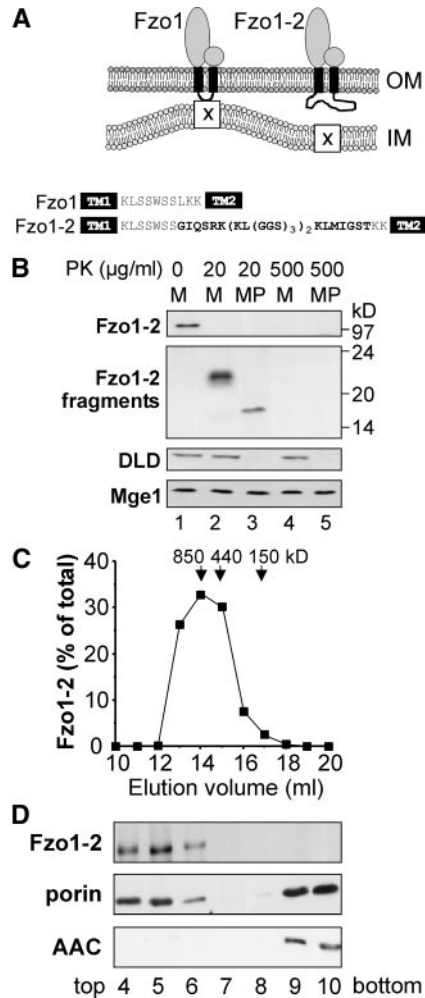 A
Fzo1 Fzo1-2
OM
X
X
IM
Fzo1 TM1 KLSSWSSLKK TM2
Fzo1-2 TM1 KLSSWSSGIQSRK(KL(GGS)3)2KLMIGSTKK TM2
B
PK (µg/ml) 0 20 20 500 500
M M MP M MP kD
Fzo1-2 97
24
Fzo1-2 fragments 20
14
DLD
Mge1
1 2 3 4 5
C
850 440 150 kD
Fzo1-2 (% of total)
40
30
20
10
0
10 12 14 16 18 20
Elution volume (ml)
D
Fzo1-2
porin
AAC
top 4 5 6 7 8 9 10 bottom